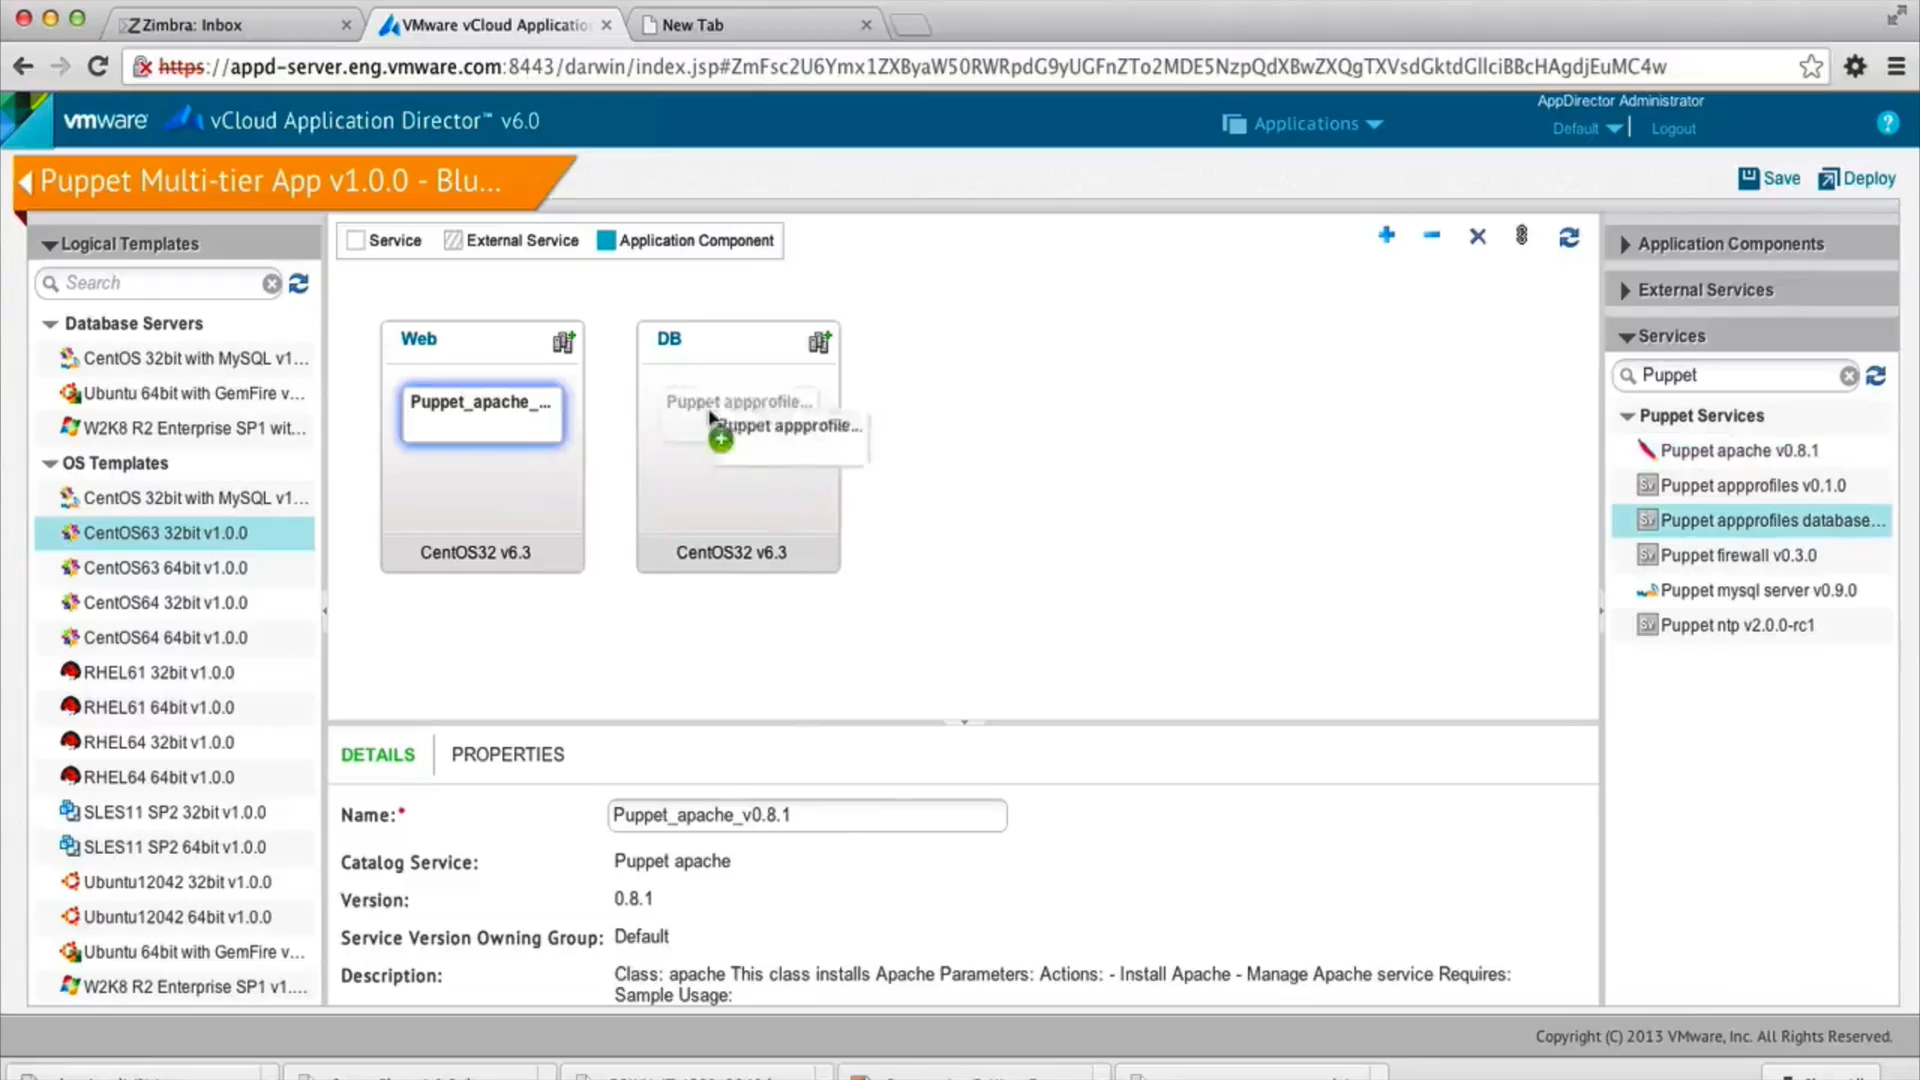 Zimbra: Inbox
VMware vCloud Applicatio
New Tab
https://appd-server.eng.vmware.com:8443/darwin/index.jsp#ZmFsc2U6Ymx1ZXByaW50RWRpdG9yUGFnZTo2MDE5NzpQdXBwZXQgTXVsdGktdGllciBBcHAgdjEuMC4w
vmware vCloud Application Director™ v6.0
Applications
AppDirector Administrator
Default
Logout
?
Puppet Multi-tier App v1.0.0 - Blu...
Save
Deploy
Logical Templates
Search
Database Servers
CentOS 32bit with MySQL v1...
Ubuntu 64bit with GemFire v...
W2K8 R2 Enterprise SP1 wit...
OS Templates
CentOS 32bit with MySQL v1...
CentOS63 32bit v1.0.0
CentOS63 64bit v1.0.0
CentOS64 32bit v1.0.0
CentOS64 64bit v1.0.0
RHEL61 32bit v1.0.0
RHEL61 64bit v1.0.0
RHEL64 32bit v1.0.0
RHEL64 64bit v1.0.0
SLES11 SP2 32bit v1.0.0
SLES11 SP2 64bit v1.0.0
Ubuntu12042 32bit v1.0.0
Ubuntu12042 64bit v1.0.0
Ubuntu 64bit with GemFire v...
W2K8 R2 Enterprise SP1 v1....
Service
External Service
Application Component
Web
Puppet_apache_...
CentOS32 v6.3
DB
Puppet appprofile...
Puppet appprofile...
CentOS32 v6.3
DETAILS
PROPERTIES
Name:*
Puppet_apache_v0.8.1
Catalog Service:
Puppet apache
Version:
0.8.1
Service Version Owning Group:
Default
Description:
Class: apache This class installs Apache Parameters: Actions: - Install Apache - Manage Apache service Requires:
Sample Usage:
Application Components
External Services
Services
Puppet
Puppet Services
Puppet apache v0.8.1
Puppet appprofiles v0.1.0
Puppet appprofiles database...
Puppet firewall v0.3.0
Puppet mysql server v0.9.0
Puppet ntp v2.0.0-rc1
Copyright (C) 2013 VMware, Inc. All Rights Reserved.